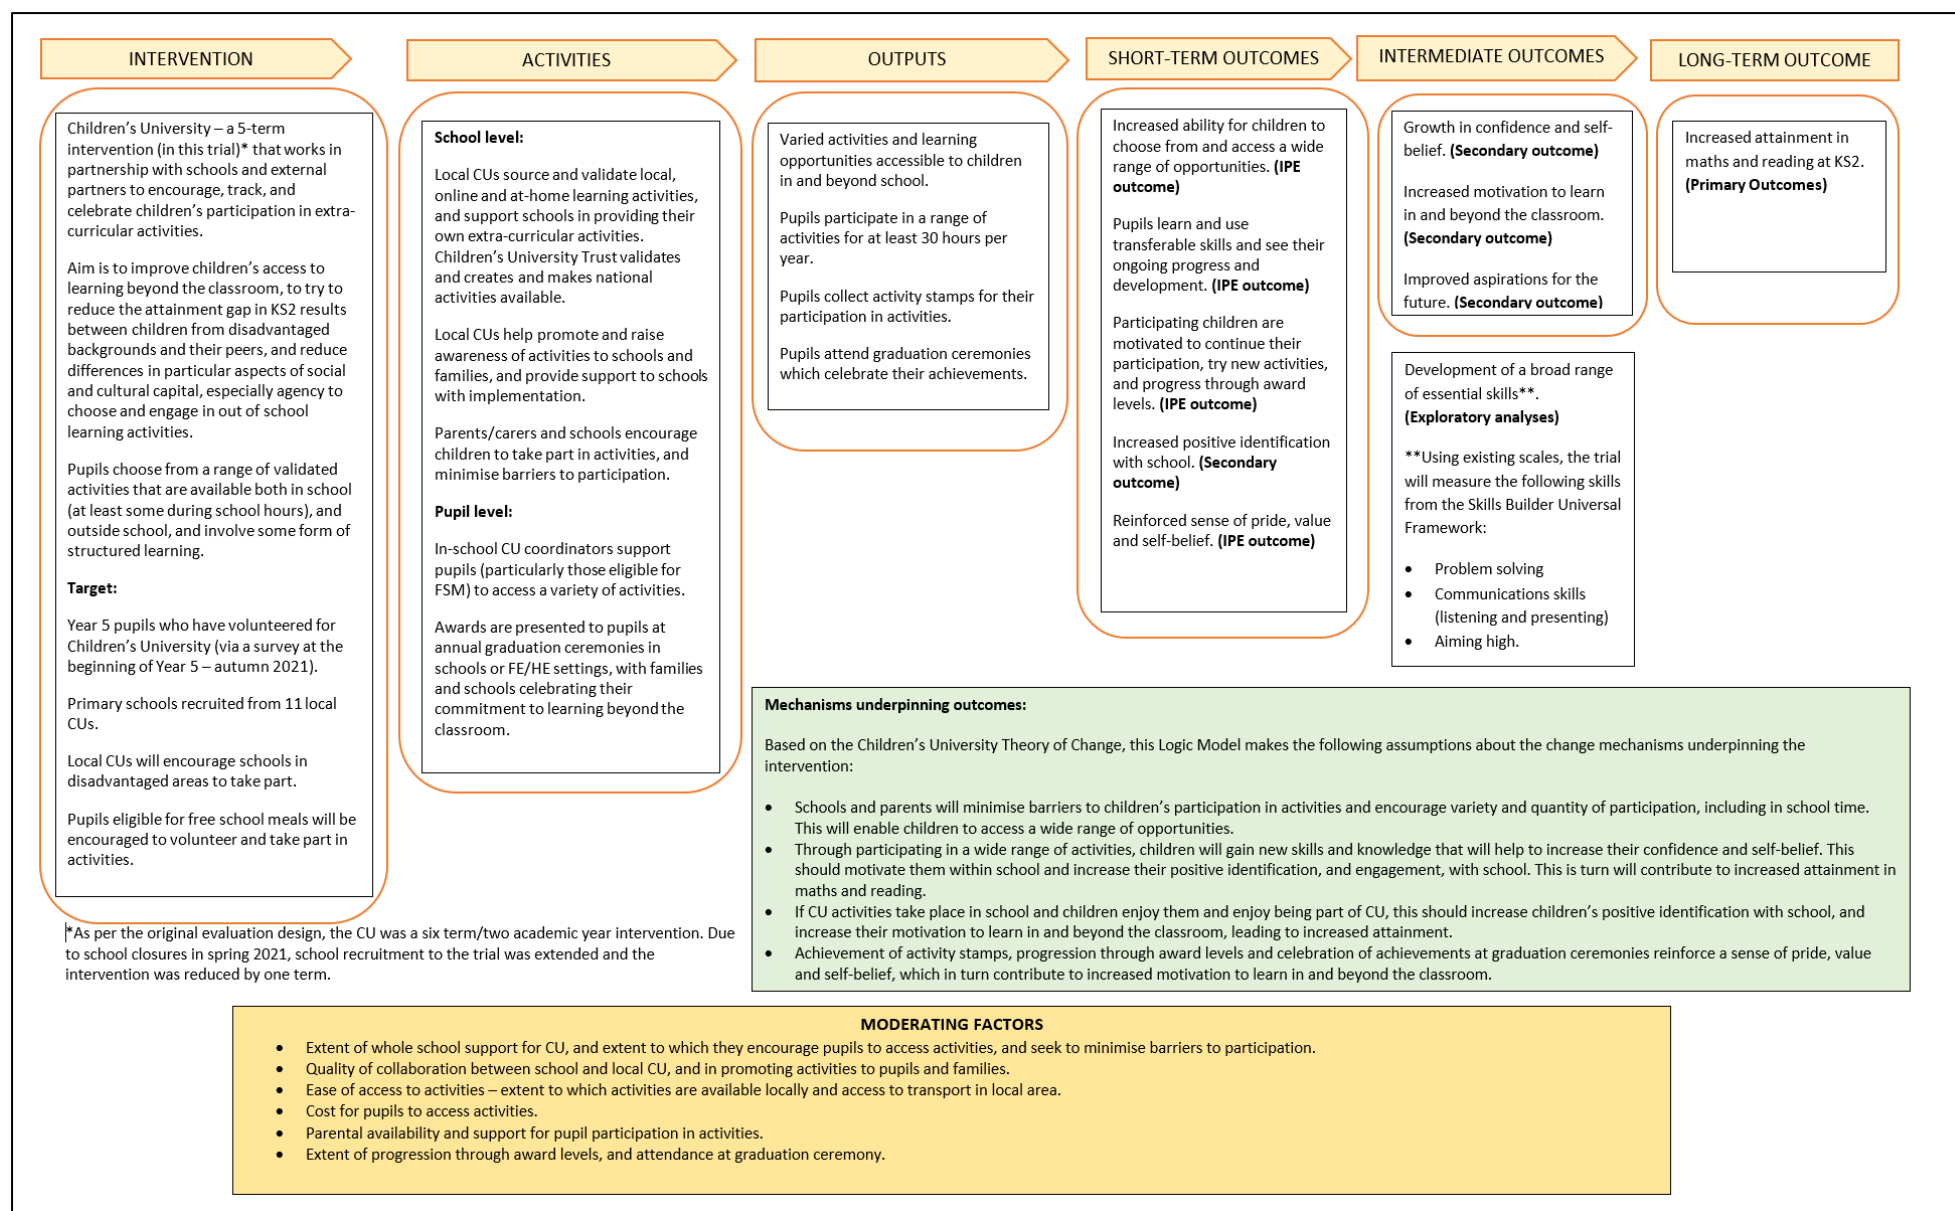 INTERVENTION
Children’s University – a 5-term
intervention (in this trial)* that works in
partnership with schools and external
partners to encourage, track, and
celebrate children’s participation in extra-
curricular activities.
Aim is to improve children’s access to
learning beyond the classroom, to try to
reduce the attainment gap in KS2 results
between children from disadvantaged
backgrounds and their peers, and reduce
differences in particular aspects of social
and cultural capital, especially agency to
choose and engage in out of school
learning activities.
Pupils choose from a range of validated
activities that are available both in school
(at least some during school hours), and
outside school, and involve some form of
structured learning.
Target:
Year 5 pupils who have volunteered for
Children’s University (via a survey at the
beginning of Year 5 – autumn 2021).
Primary schools recruited from 11 local
CUs.
Local CUs will encourage schools in
disadvantaged areas to take part.
Pupils eligible for free school meals will be
encouraged to volunteer and take part in
activities.
*As per the original evaluation design, the CU was a six term/two academic year intervention. Due
to school closures in spring 2021, school recruitment to the trial was extended and the
intervention was reduced by one term.
ACTIVITIES
School level:
Local CUs source and validate local,
online and at-home learning activities,
and support schools in providing their
own extra-curricular activities.
Children’s University Trust validates
and creates and makes national
activities available.
Local CUs help promote and raise
awareness of activities to schools and
families, and provide support to schools
with implementation.
Parents/carers and schools encourage
children to take part in activities, and
minimise barriers to participation.
Pupil level:
In-school CU coordinators support
pupils (particularly those eligible for
FSM) to access a variety of activities.
Awards are presented to pupils at
annual graduation ceremonies in
schools or FE/HE settings, with families
and schools celebrating their
commitment to learning beyond the
classroom.
OUTPUTS
Varied activities and learning
opportunities accessible to children
in and beyond school.
Pupils participate in a range of
activities for at least 30 hours per
year.
Pupils collect activity stamps for their
participation in activities.
Pupils attend graduation ceremonies
which celebrate their achievements.
SHORT-TERM OUTCOMES
Increased ability for children to
choose from and access a wide
range of opportunities. (IPE
outcome)
Pupils learn and use
transferable skills and see their
ongoing progress and
development. (IPE outcome)
Participating children are
motivated to continue their
participation, try new activities,
and progress through award
levels. (IPE outcome)
Increased positive identification
with school. (Secondary
outcome)
Reinforced sense of pride, value
and self-belief. (IPE outcome)
INTERMEDIATE OUTCOMES
Growth in confidence and self-
belief. (Secondary outcome)
Increased motivation to learn
in and beyond the classroom.
(Secondary outcome)
Improved aspirations for the
future. (Secondary outcome)
Development of a broad range
of essential skills**.
(Exploratory analyses)
**Using existing scales, the trial
will measure the following skills
from the Skills Builder Universal
Framework:
• Problem solving
• Communications skills
(listening and presenting)
• Aiming high.
LONG-TERM OUTCOME
Increased attainment in
maths and reading at KS2.
(Primary Outcomes)
Mechanisms underpinning outcomes:
Based on the Children’s University Theory of Change, this Logic Model makes the following assumptions about the change mechanisms underpinning the
intervention:
• Schools and parents will minimise barriers to children’s participation in activities and encourage variety and quantity of participation, including in school time.
This will enable children to access a wide range of opportunities.
• Through participating in a wide range of activities, children will gain new skills and knowledge that will help to increase their confidence and self-belief. This
should motivate them within school and increase their positive identification, and engagement, with school. This is turn will contribute to increased attainment in
maths and reading.
• If CU activities take place in school and children enjoy them and enjoy being part of CU, this should increase children’s positive identification with school, and
increase their motivation to learn in and beyond the classroom, leading to increased attainment.
• Achievement of activity stamps, progression through award levels and celebration of achievements at graduation ceremonies reinforce a sense of pride, value
and self-belief, which in turn contribute to increased motivation to learn in and beyond the classroom.
MODERATING FACTORS
• Extent of whole school support for CU, and extent to which they encourage pupils to access activities, and seek to minimise barriers to participation.
• Quality of collaboration between school and local CU, and in promoting activities to pupils and families.
• Ease of access to activities – extent to which activities are available locally and access to transport in local area.
• Cost for pupils to access activities.
• Parental availability and support for pupil participation in activities.
• Extent of progression through award levels, and attendance at graduation ceremony.